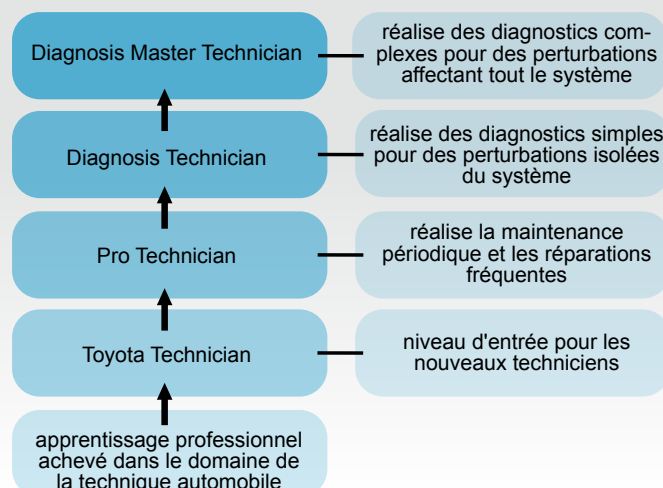 Diagnosis Master Technician
réalise des diagnostics com-
plexes pour des perturbations
affectant tout le système
Diagnosis Technician
réalise des diagnostics simples
pour des perturbations isolées
du système
Pro Technician
réalise la maintenance
périodique et les réparations
fréquentes
Toyota Technician
niveau d'entrée pour les
nouveaux techniciens
apprentissage professionnel
achevé dans le domaine de
la technique automobile